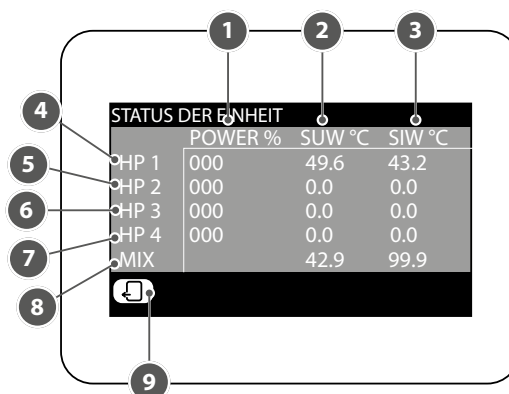 1 2 3
4 5 6 7 8 9
STATUS DER EINHEIT
POWER % SUW °C SIW °C
HP 1 000 49.6 43.2
HP 2 000 0.0 0.0
HP 3 000 0.0 0.0
HP 4 000 0.0 0.0
MIX 42.9 99.9